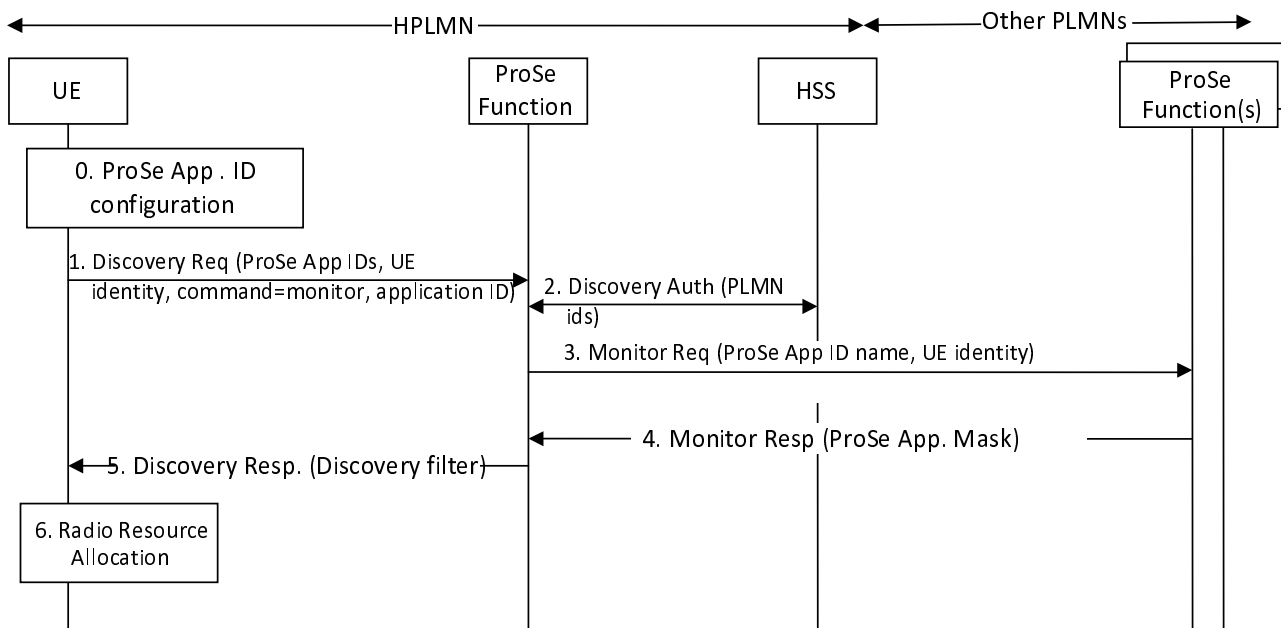 HPLMN
Other PLMNs
UE
ProSe
Function
HSS
ProSe
Function(s)
0. ProSe App . ID
configuration
1. Discovery Req (ProSe App IDs, UE
identity, command=monitor, application ID)
2. Discovery Auth (PLMN
ids)
3. Monitor Req (ProSe App ID name, UE identity)
4. Monitor Resp (ProSe App. Mask)
5. Discovery Resp. (Discovery filter)
6. Radio Resource
Allocation